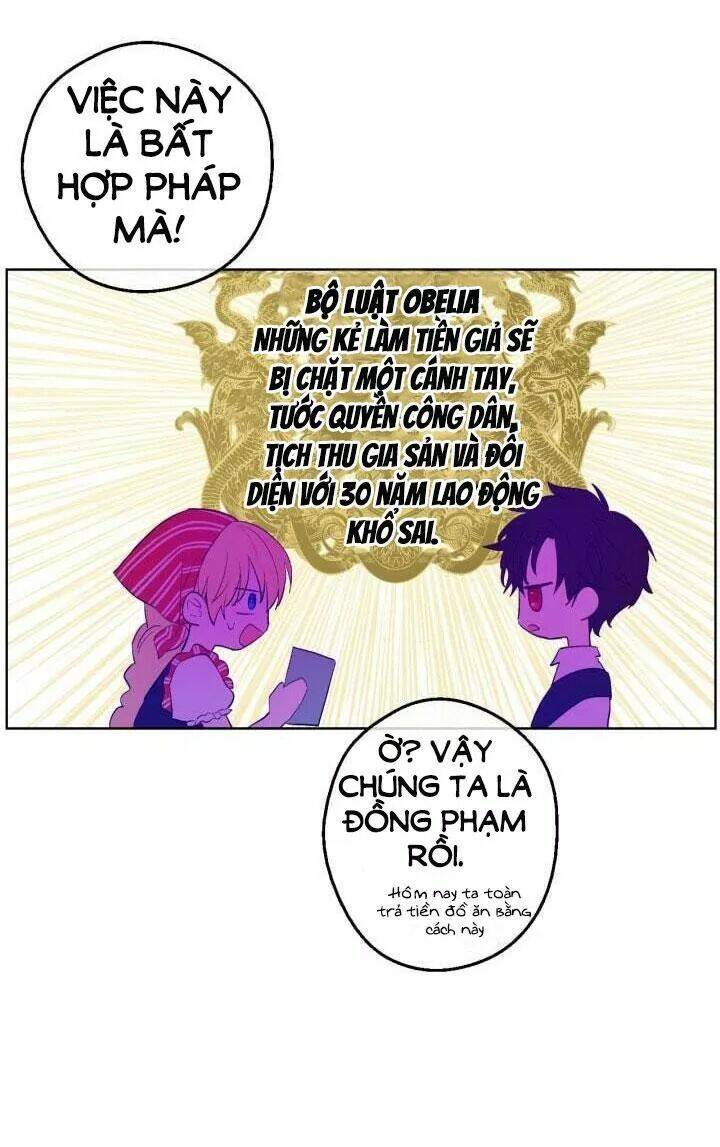 VIỆC NÀY
LÀ BẤT
HỢP PHÁP
MÀ!
BỘ LUẬT OBELIA
NHỮNG KẺ LÀM TIỀN GIẢ SẼ
BỊ CHẶT MỘT CÁNH TAY,
TƯỚC QUYỀN CÔNG DÂN,
TỊCH THU GIA SẢN VÀ ĐỐI
DIỆN VỚI 30 NĂM LAO ĐỘNG
KHỔ SAI.
Ờ? VẬY
CHÚNG TA LÀ
ĐỒNG PHẠM
RỒI.
Hôm nay ta toàn
trả tiền đồ ăn bằng
cách này